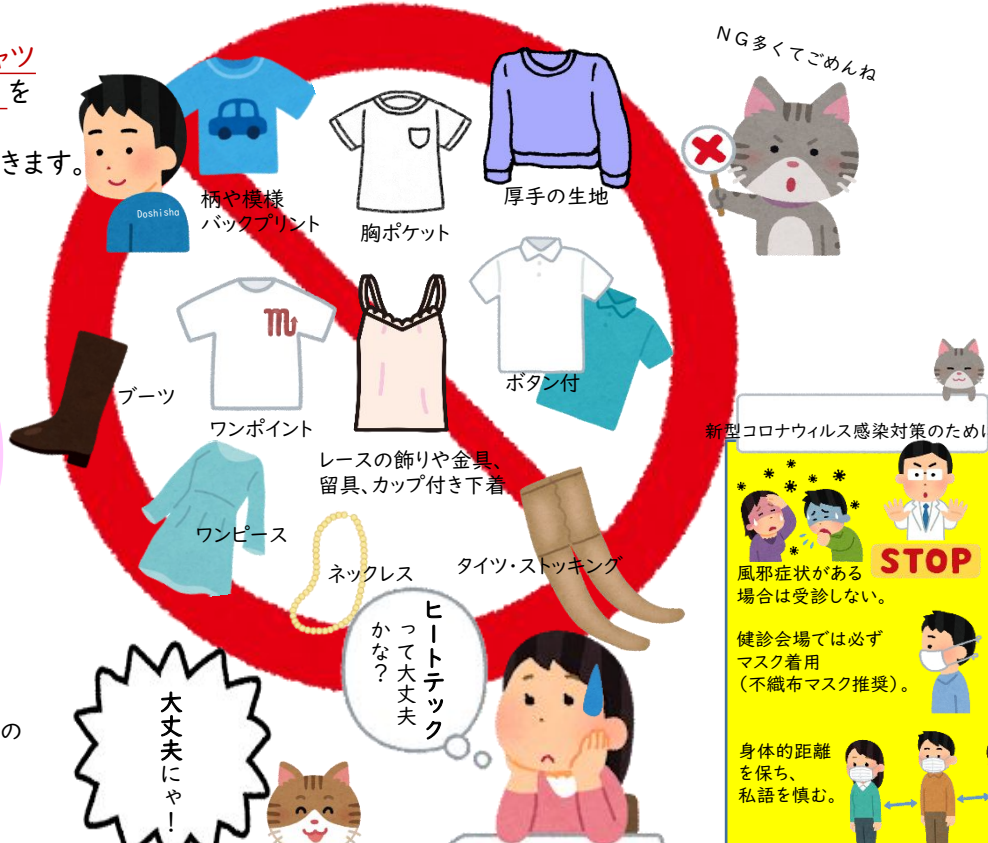 ャツ
を
きます。
NG多くてごめんね
Doshisha
柄や模様
バックプリント
胸ポケット
厚手の生地
ブーツ
ワンポイント
レースの飾りや金具、
留具、カップ付き下着
ボタン付
ワンピース
ネックレス
タイツ・ストッキング
ヒートテック
って大丈夫
かな?
大丈夫にゃ!
の
新型コロナウィルス感染対策のために
STOP
風邪症状がある
場合は受診しない。
健診会場では必ず
マスク着用
(不織布マスク推奨)。
身体的距離
を保ち、
私語を慎む。